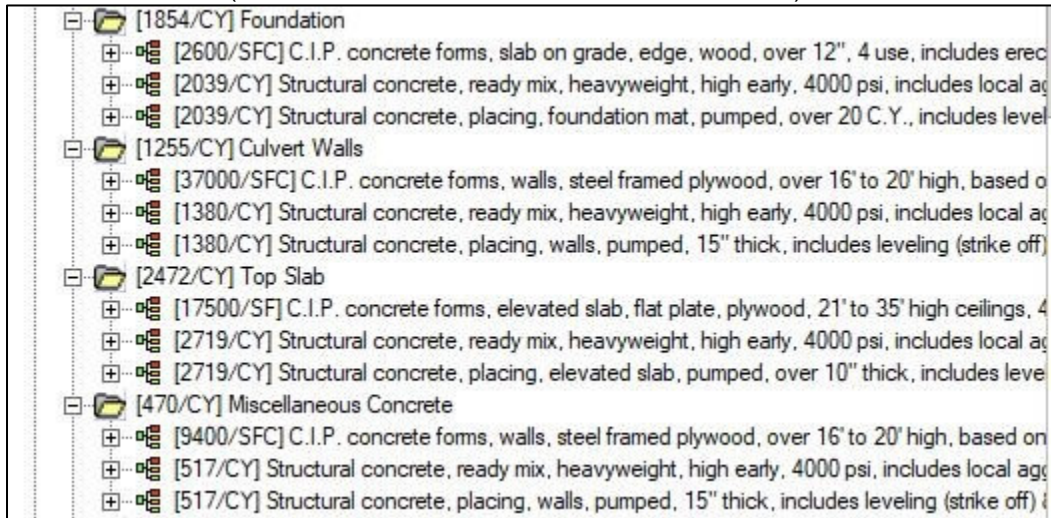 [1854/CY] Foundation
[2600/SFC] C.I.P. concrete forms, slab on grade, edge, wood, over 12", 4 use, includes erec
[2039/CY] Structural concrete, ready mix, heavyweight, high early, 4000 psi, includes local ag
[2039/CY] Structural concrete, placing, foundation mat, pumped, over 20 C.Y., includes level
[1255/CY] Culvert Walls
[37000/SFC] C.I.P. concrete forms, walls, steel framed plywood, over 16' to 20' high, based o
[1380/CY] Structural concrete, ready mix, heavyweight, high early, 4000 psi, includes local ag
[1380/CY] Structural concrete, placing, walls, pumped, 15" thick, includes leveling (strike off)
[2472/CY] Top Slab
[17500/SF] C.I.P. concrete forms, elevated slab, flat plate, plywood, 21' to 35' high ceilings, 4
[2719/CY] Structural concrete, ready mix, heavyweight, high early, 4000 psi, includes local ag
[2719/CY] Structural concrete, placing, elevated slab, pumped, over 10" thick, includes leve
[470/CY] Miscellaneous Concrete
[9400/SFC] C.I.P. concrete forms, walls, steel framed plywood, over 16' to 20' high, based on
[517/CY] Structural concrete, ready mix, heavyweight, high early, 4000 psi, includes local agg
[517/CY] Structural concrete, placing, walls, pumped, 15" thick, includes leveling (strike off)